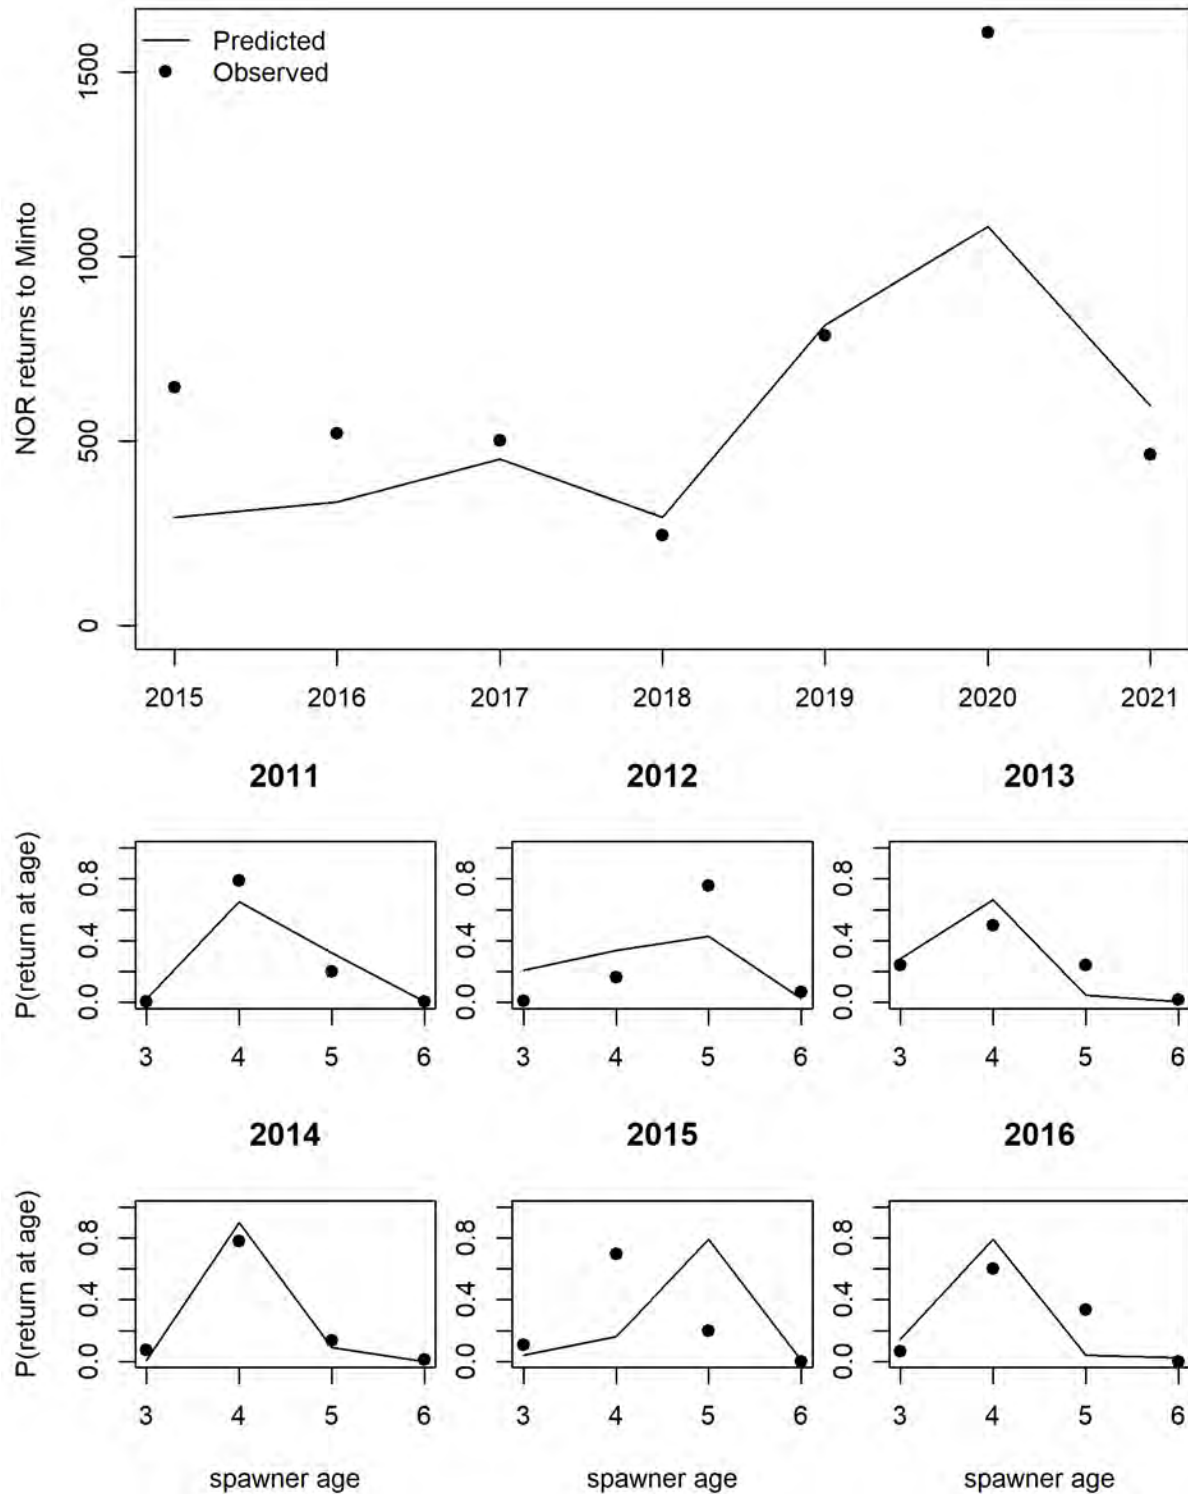 Predicted
Observed
NOR returns to Minto
1500
1000
500
0
2015 2016 2017 2018 2019 2020 2021
2011 2012 2013
P(return at age)
0.8 0.8 0.8
0.4 0.4 0.4
0.0 0.0 0.0
3 4 5 6 3 4 5 6 3 4 5 6
2014 2015 2016
P(return at age)
0.8 0.8 0.8
0.4 0.4 0.4
0.0 0.0 0.0
3 4 5 6 3 4 5 6 3 4 5 6
spawner age spawner age spawner age